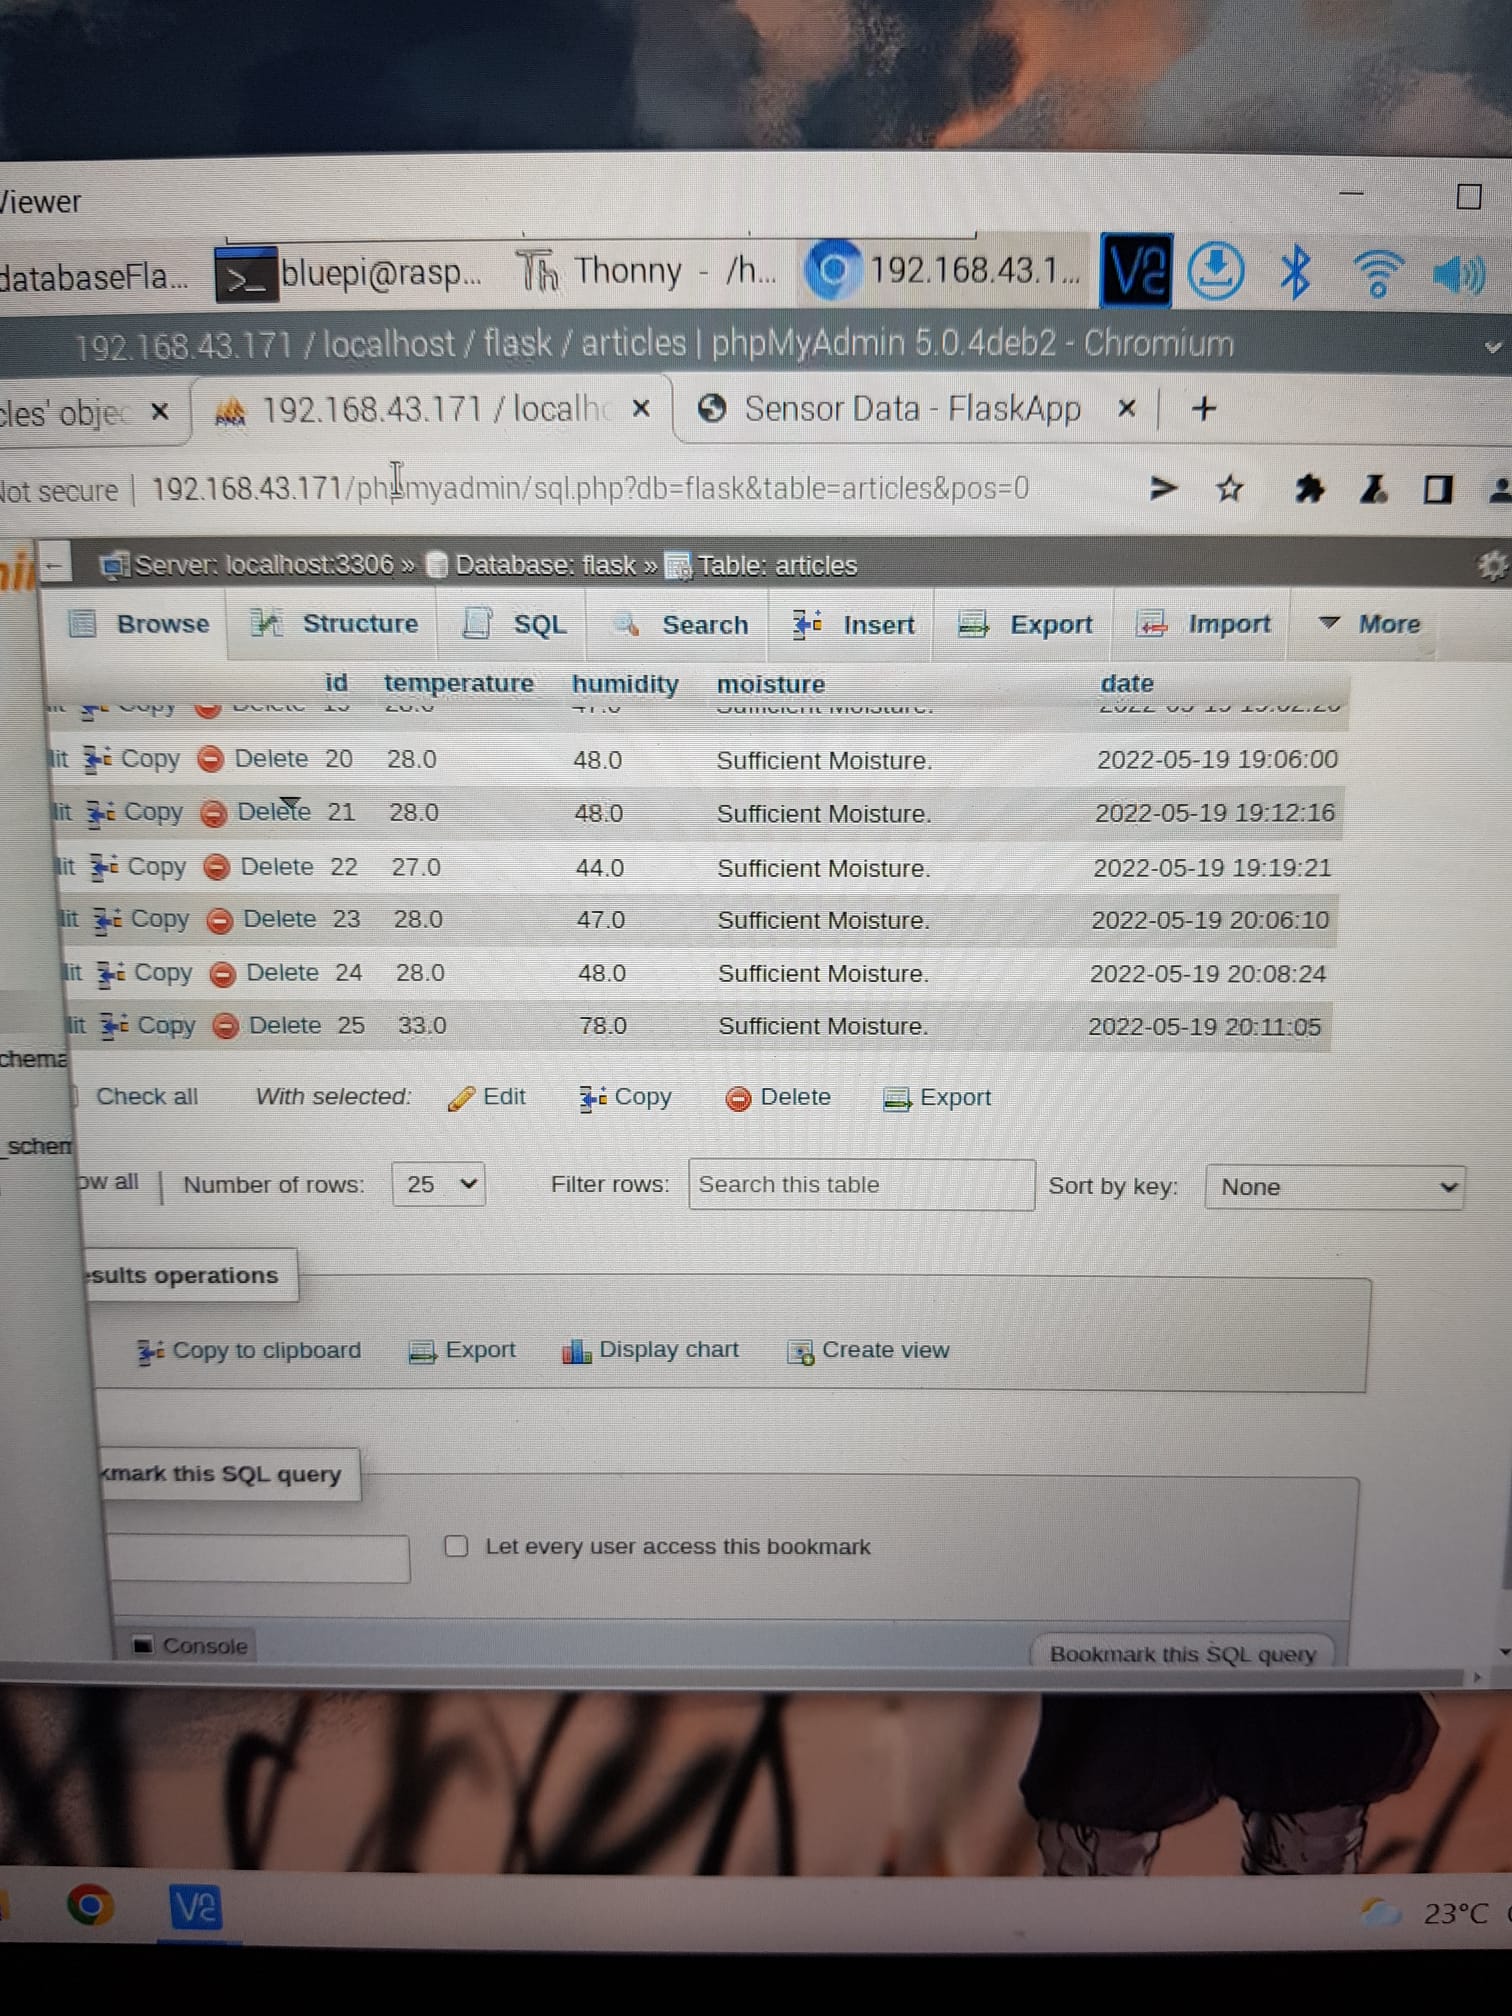 Viewer
databaseFla... bluepi@rasp... Thonny - /h... 192.168.43.1...
192.168.43.171 / localhost / flask / articles | phpMyAdmin 5.0.4deb2 - Chromium
cles' objec 192.168.43.171 / localho Sensor Data - FlaskApp
Not secure | 192.168.43.171/phpmyadmin/sql.php?db=flask&table=articles&pos=0
Server: localhost:3306 » Database: flask » Table: articles
Browse Structure SQL Search Insert Export Import More
id temperature humidity moisture date
lit Copy Delete 20 28.0 48.0 Sufficient Moisture. 2022-05-19 19:06:00
lit Copy Delete 21 28.0 48.0 Sufficient Moisture. 2022-05-19 19:12:16
lit Copy Delete 22 27.0 44.0 Sufficient Moisture. 2022-05-19 19:19:21
lit Copy Delete 23 28.0 47.0 Sufficient Moisture. 2022-05-19 20:06:10
lit Copy Delete 24 28.0 48.0 Sufficient Moisture. 2022-05-19 20:08:24
lit Copy Delete 25 33.0 78.0 Sufficient Moisture. 2022-05-19 20:11:05
chema
Check all With selected: Edit Copy Delete Export
_schem
ow all | Number of rows: 25 Filter rows: Search this table Sort by key: None
esults operations
Copy to clipboard Export Display chart Create view
kmark this SQL query
Let every user access this bookmark
Console Bookmark this SQL query
23°C